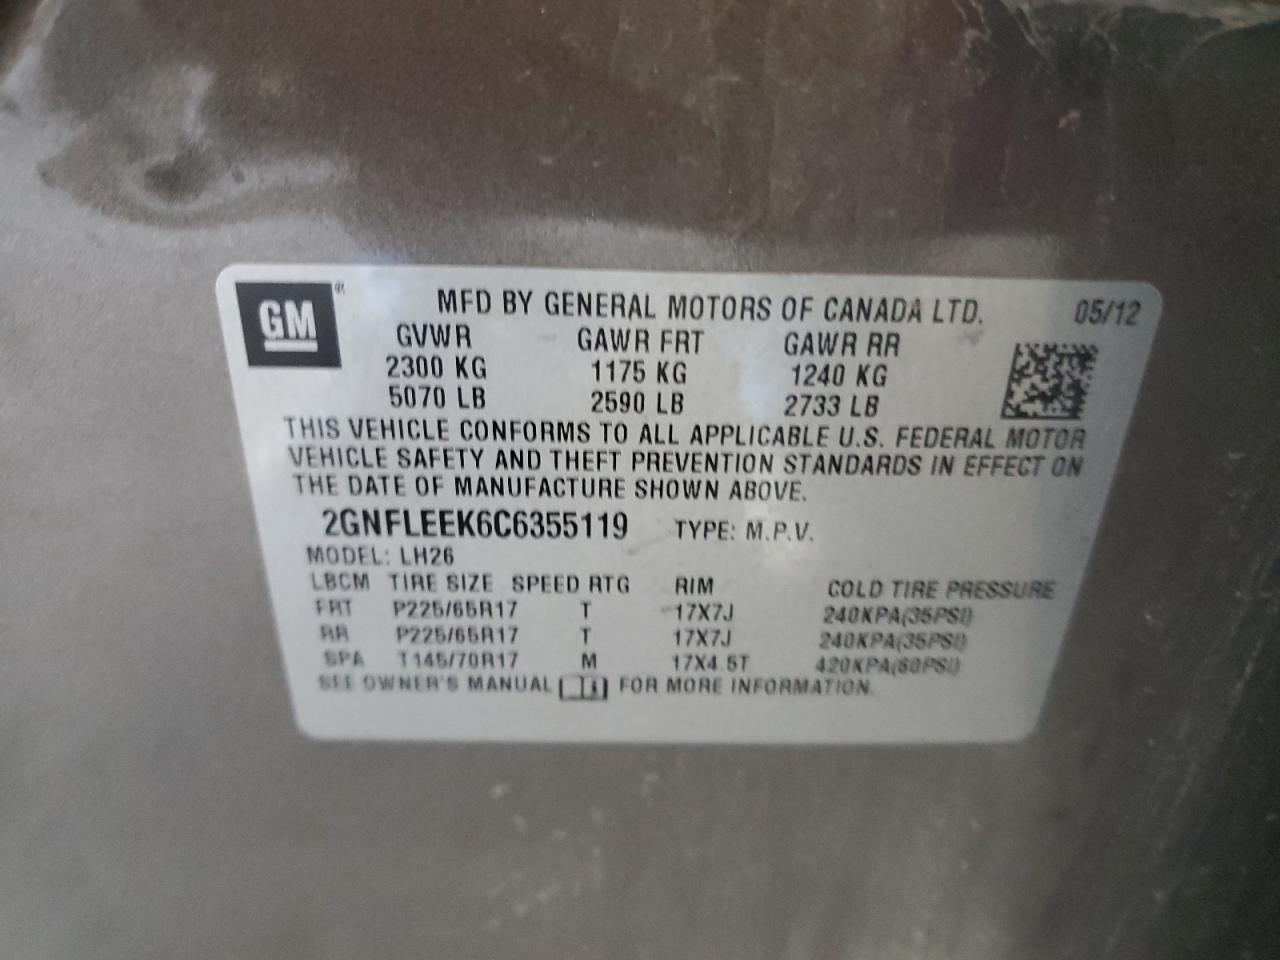 GM®
MFD BY GENERAL MOTORS OF CANADA LTD. 05/12
GVWR GAWR FRT GAWR RR
2300 KG 1175 KG 1240 KG
5070 LB 2590 LB 2733 LB
THIS VEHICLE CONFORMS TO ALL APPLICABLE U.S. FEDERAL MOTOR
VEHICLE SAFETY AND THEFT PREVENTION STANDARDS IN EFFECT ON
THE DATE OF MANUFACTURE SHOWN ABOVE.
2GNFLEEK6C6355119 TYPE: M.P.V.
MODEL: LH26
LBCM TIRE SIZE SPEED RTG RIM COLD TIRE PRESSURE
FRT P225/65R17 T 17X7J 240KPA(35PSI)
RR P225/65R17 T 17X7J 240KPA(35PSI)
SPA T145/70R17 M 17X4.5T 420KPA(60PSI)
SEE OWNER'S MANUAL FOR MORE INFORMATION.